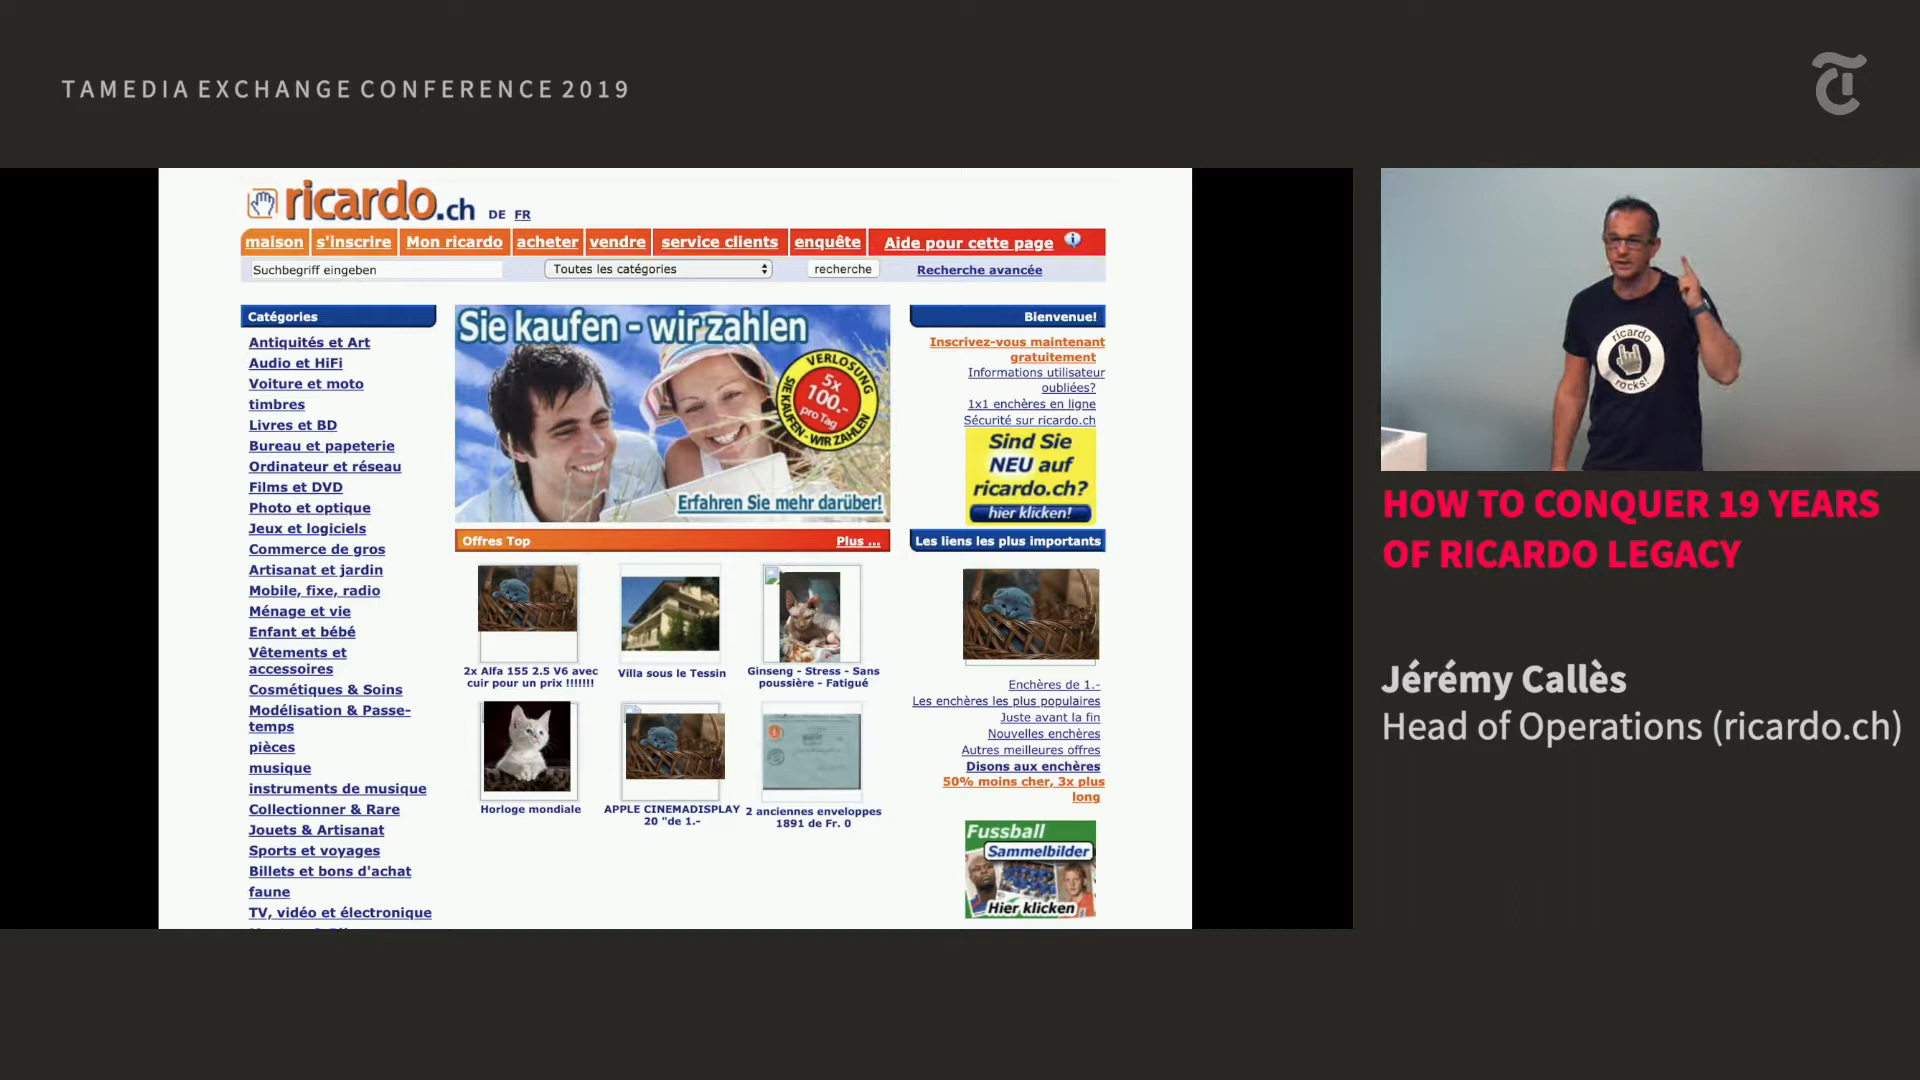 TAMEDIA EXCHANGE CONFERENCE 2019
ricardo.ch DE FR
maison s'inscrire Mon ricardo acheter vendre service clients enquête Aide pour cette page
Suchbegriff eingeben Toutes les catégories recherche Recherche avancée
Catégories
Antiquités et Art
Audio et HiFi
Voiture et moto
timbres
Livres et BD
Bureau et papeterie
Ordinateur et réseau
Films et DVD
Photo et optique
Jeux et logiciels
Commerce de gros
Artisanat et jardin
Mobile, fixe, radio
Ménage et vie
Enfant et bébé
Vêtements et
accessoires
Cosmétiques & Soins
Modélisation & Passe-
temps
pièces
musique
instruments de musique
Collectionner & Rare
Jouets & Artisanat
Sports et voyages
Billets et bons d'achat
faune
TV, vidéo et électronique
Sie kaufen - wir zahlen
VERLOSUNG
5x
100.-
pro Tag
SIE KAUFEN - WIR ZAHLEN
Erfahren Sie mehr darüber!
Offres Top Plus ...
2x Alfa 155 2.5 V6 avec
cuir pour un prix !!!!!!!
Villa sous le Tessin
Ginseng - Stress - Sans
poussière - Fatigué
Horloge mondiale
APPLE CINEMADISPLAY
20 "de 1.-
2 anciennes enveloppes
1891 de Fr. 0
Bienvenue!
Inscrivez-vous maintenant
gratuitement
Informations utilisateur
oubliées?
1x1 enchères en ligne
Sécurité sur ricardo.ch
Sind Sie
NEU auf
ricardo.ch?
hier klicken!
Les liens les plus importants
Enchères de 1.-
Les enchères les plus populaires
Juste avant la fin
Nouvelles enchères
Autres meilleures offres
Disons aux enchères
50% moins cher, 3x plus
long
Fussball
Sammelbilder
Hier klicken
ricardo
rocks!
HOW TO CONQUER 19 YEARS
OF RICARDO LEGACY
Jérémy Callès
Head of Operations (ricardo.ch)